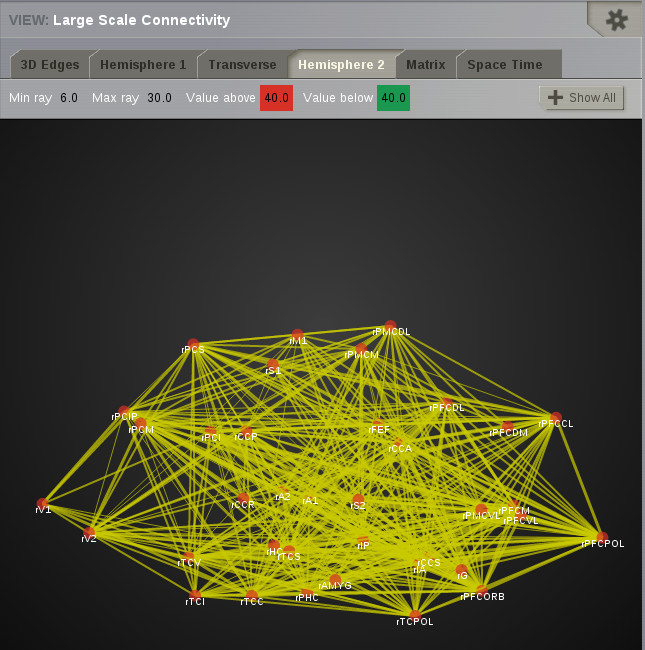 VIEW: Large Scale Connectivity
3D Edges Hemisphere 1 Transverse Hemisphere 2 Matrix Space Time
Min ray 6.0 Max ray 30.0 Value above 40.0 Value below 40.0 Show All
rPMCDL
rM1
rPCS
rPMCM
rS1
rPFCDL
rPCIP
rPFCCL
rPCM
rFEF
rPFCDM
rPCI
rCCP
rCCA
rA2
rA1
rCCR
rS2
rV1
rPFCM
rPMCVL
rPFCVL
rV2
rPFCPOL
rIP
rHC
rTCS
rTCV
rCCS
rIA
rG
rAMYG
rPFCORB
rPHC
rTCI
rTCC
rTCPOL